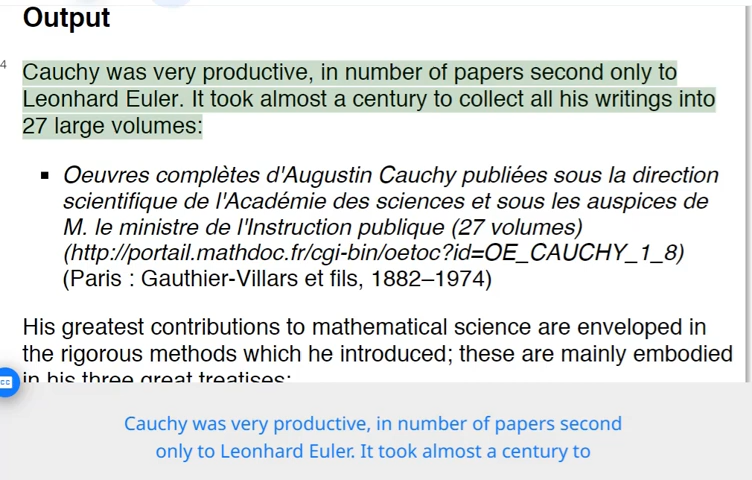 Output
4
Cauchy was very productive, in number of papers second only to
Leonhard Euler. It took almost a century to collect all his writings into
27 large volumes:
▪ Oeuvres complètes d'Augustin Cauchy publiées sous la direction
scientifique de l'Académie des sciences et sous les auspices de
M. le ministre de l'Instruction publique (27 volumes)
(http://portail.mathdoc.fr/cgi-bin/oetoc?id=OE_CAUCHY_1_8)
(Paris : Gauthier-Villars et fils, 1882–1974)
His greatest contributions to mathematical science are enveloped in
the rigorous methods which he introduced; these are mainly embodied
in his three great treatises:
cc
Cauchy was very productive, in number of papers second
only to Leonhard Euler. It took almost a century to